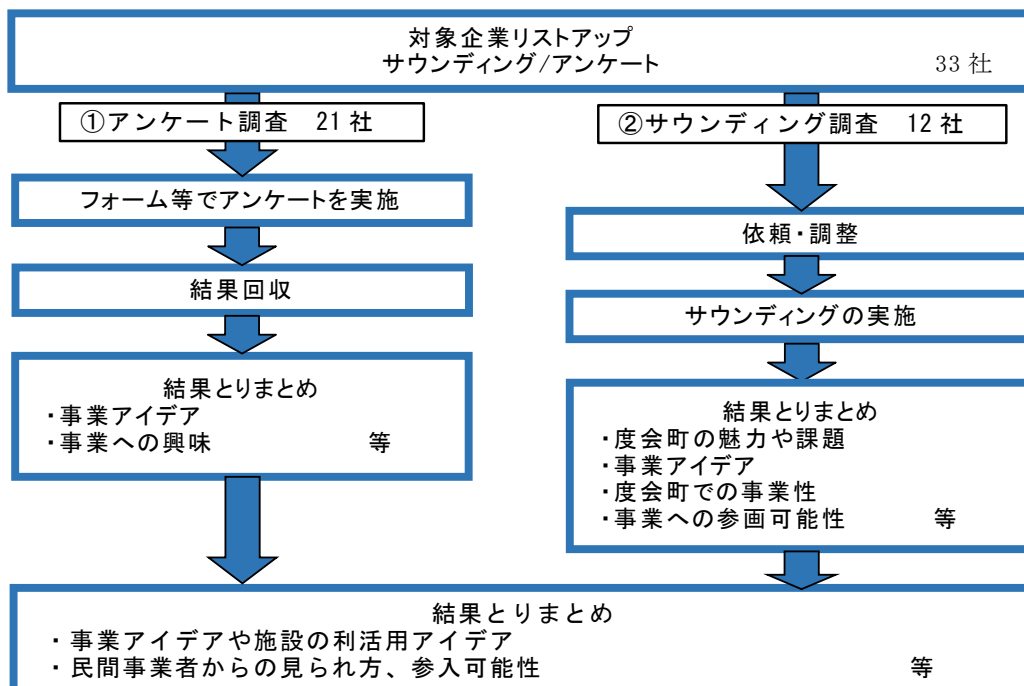 対象企業リストアップ
サウンディング/アンケート 33 社
①アンケート調査 21 社
フォーム等でアンケートを実施
結果回収
結果とりまとめ
・事業アイデア
・事業への興味 等
②サウンディング調査 12 社
依頼・調整
サウンディングの実施
結果とりまとめ
・度会町の魅力や課題
・事業アイデア
・度会町での事業性
・事業への参画可能性 等
結果とりまとめ
・事業アイデアや施設の利活用アイデア
・民間事業者からの見られ方、参入可能性 等